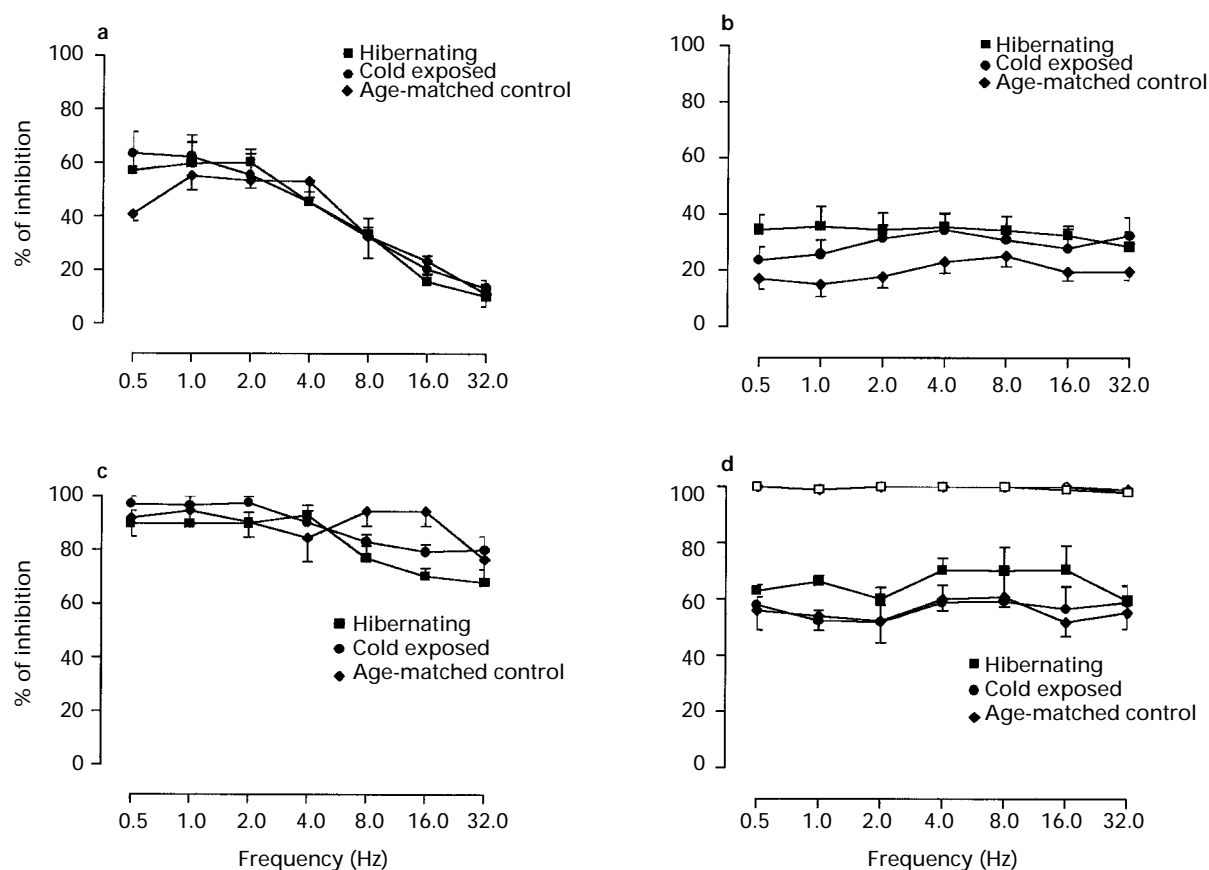 a
100
80
60
40
20
0
% of inhibition
Hibernating
Cold exposed
Age-matched control
0.5 1.0 2.0 4.0 8.0 16.0 32.0
b
100
80
60
40
20
0
Hibernating
Cold exposed
Age-matched control
0.5 1.0 2.0 4.0 8.0 16.0 32.0
c
100
80
60
40
20
0
% of inhibition
Hibernating
Cold exposed
Age-matched control
0.5 1.0 2.0 4.0 8.0 16.0 32.0
Frequency (Hz)
d
100
80
60
40
20
0
Hibernating
Cold exposed
Age-matched control
0.5 1.0 2.0 4.0 8.0 16.0 32.0
Frequency (Hz)